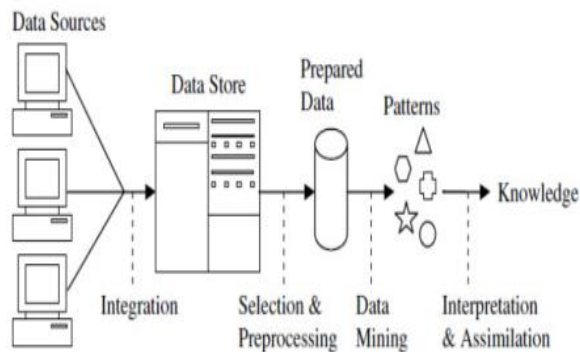 Data Sources
Data Store
Prepared
Data
Patterns
Knowledge
Integration
Selection &
Preprocessing
Data
Mining
Interpretation
& Assimilation